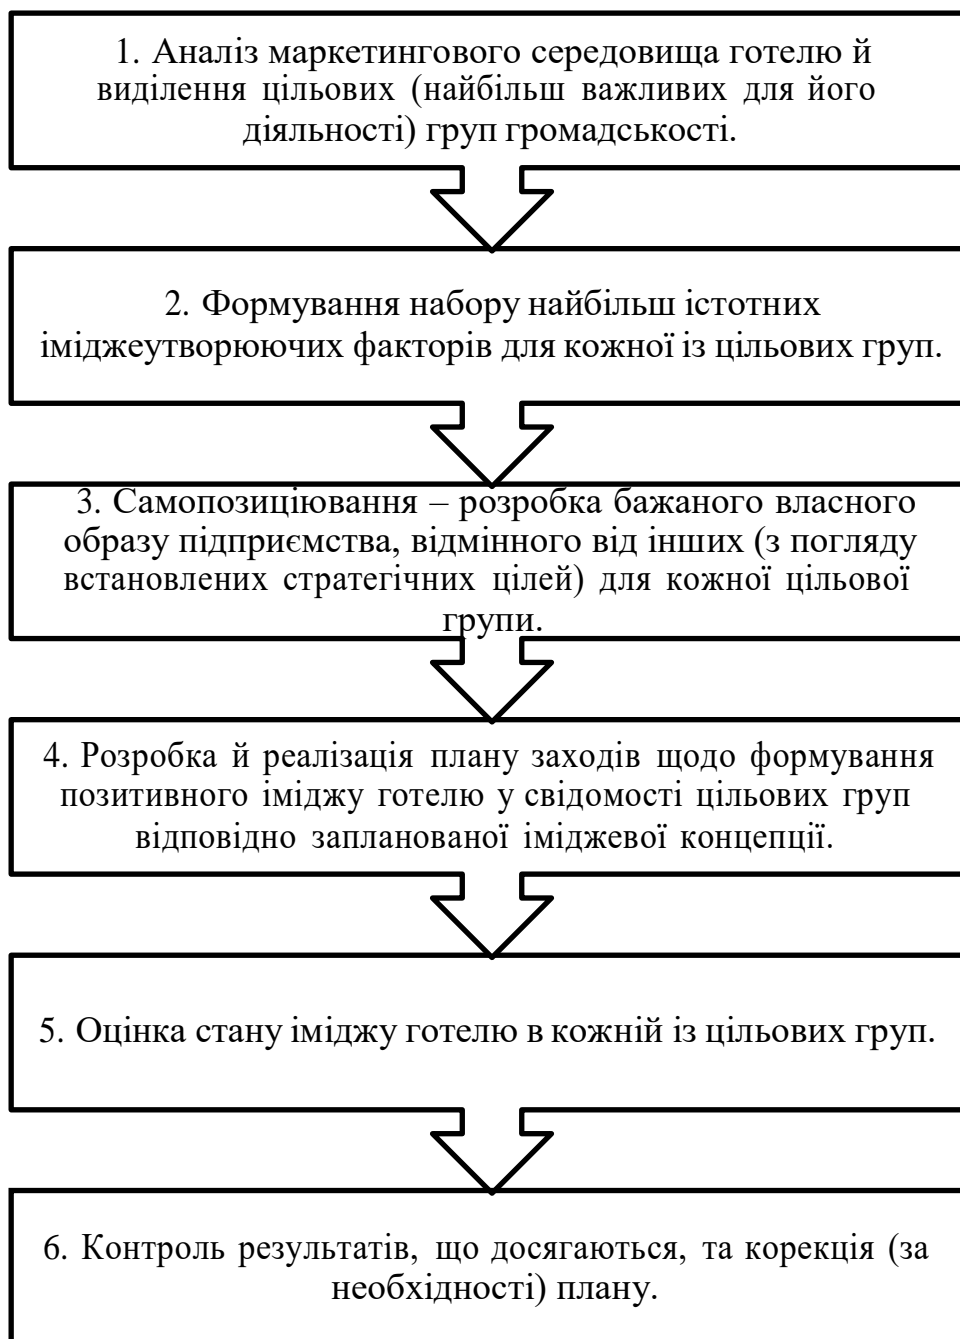 1. Аналіз маркетингового середовища готелю й
виділення цільових (найбільш важливих для його
діяльності) груп громадськості.
2. Формування набору найбільш істотних
іміджеутворюючих факторів для кожної із цільових груп.
3. Самопозиціювання – розробка бажаного власного
образу підприємства, відмінного від інших (з погляду
встановлених стратегічних цілей) для кожної цільової
групи.
4. Розробка й реалізація плану заходів щодо формування
позитивного іміджу готелю у свідомості цільових груп
відповідно запланованої іміджевої концепції.
5. Оцінка стану іміджу готелю в кожній із цільових груп.
6. Контроль результатів, що досягаються, та корекція (за
необхідності) плану.